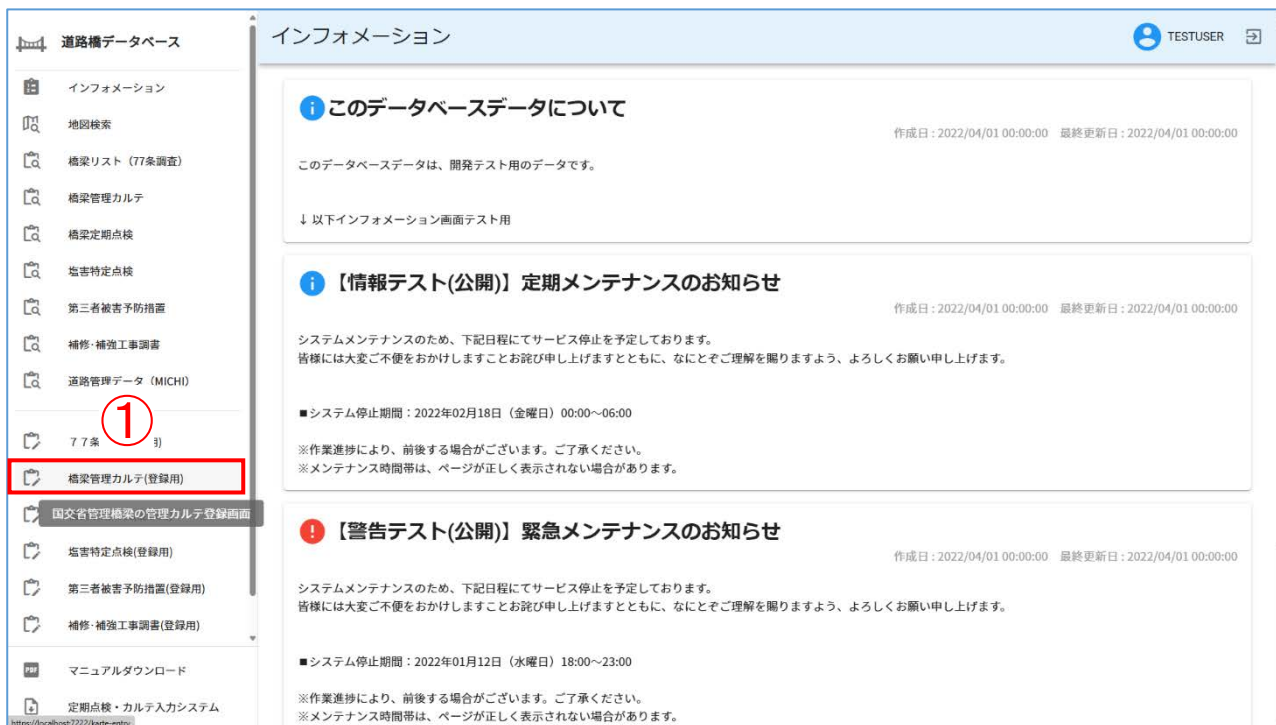 道路橋データベース
インフォメーション
地図検索
橋梁リスト（77条調査）
橋梁管理カルテ
橋梁定期点検
塩害特定点検
第三者被害予防措置
補修･補強工事調書
道路管理データ（MICHI）
①
７７条
橋梁管理カルテ(登録用)
国交省管理橋梁の管理カルテ登録画面
塩害特定点検(登録用)
第三者被害予防措置(登録用)
補修･補強工事調書(登録用)
PDF マニュアルダウンロード
定期点検・カルテ入力システム
https://localhost:7222/karte-entry
インフォメーション
TESTUSER
このデータベースデータについて
作成日 : 2022/04/01 00:00:00 最終更新日 : 2022/04/01 00:00:00
このデータベースデータは、開発テスト用のデータです。
↓以下インフォメーション画面テスト用
【情報テスト(公開)】定期メンテナンスのお知らせ
作成日 : 2022/04/01 00:00:00 最終更新日 : 2022/04/01 00:00:00
システムメンテナンスのため、下記日程にてサービス停止を予定しております。
皆様には大変ご不便をおかけしますことお詫び申し上げますとともに、なにとぞご理解を賜りますよう、よろしくお願い申し上げます。
■システム停止期間：2022年02月18日（金曜日）00:00～06:00
※作業進捗により、前後する場合がございます。ご了承ください。
※メンテナンス時間帯は、ページが正しく表示されない場合があります。
【警告テスト(公開)】緊急メンテナンスのお知らせ
作成日 : 2022/04/01 00:00:00 最終更新日 : 2022/04/01 00:00:00
システムメンテナンスのため、下記日程にてサービス停止を予定しております。
皆様には大変ご不便をおかけしますことお詫び申し上げますとともに、なにとぞご理解を賜りますよう、よろしくお願い申し上げます。
■システム停止期間：2022年01月12日（水曜日）18:00～23:00
※作業進捗により、前後する場合がございます。ご了承ください。
※メンテナンス時間帯は、ページが正しく表示されない場合があります。